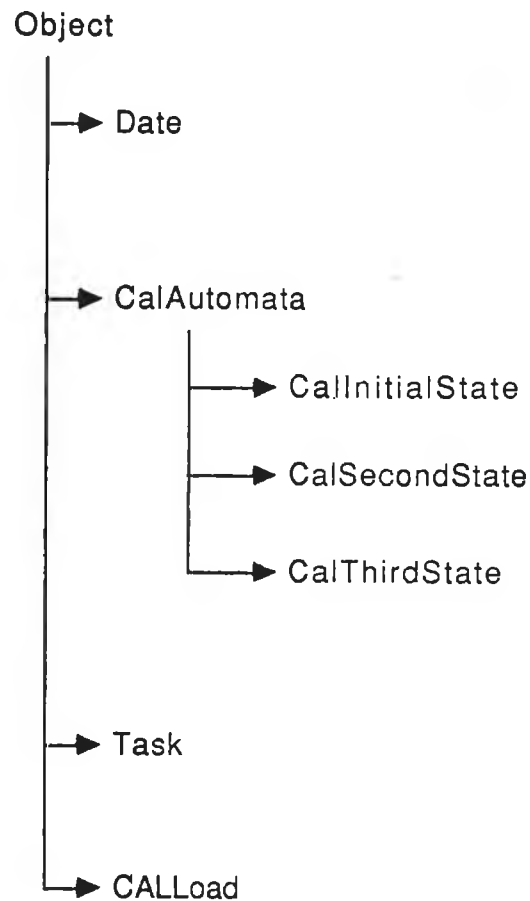 Object
Date
CalAutomata
CalInitialState
CalSecondState
CalThirdState
Task
CALLoad